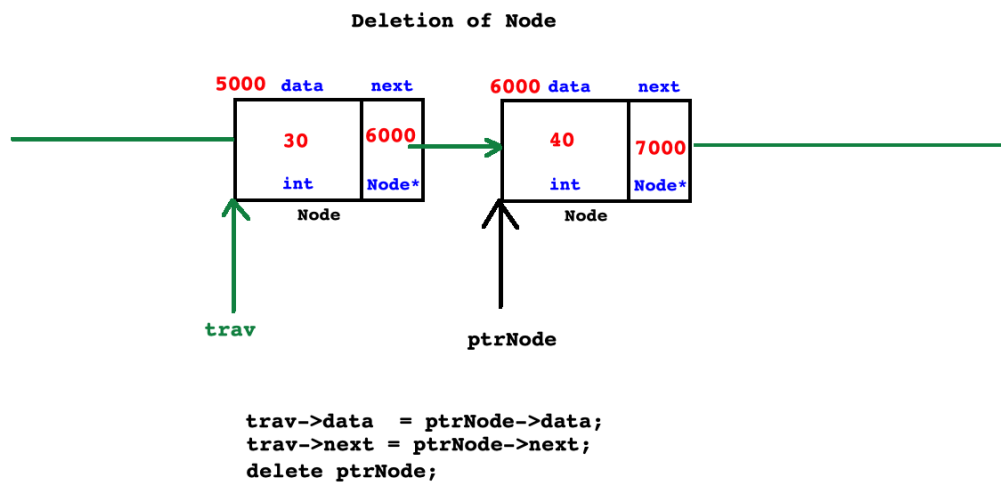 Deletion of Node
5000 data next
6000 data next
30
6000
40
7000
int
Node*
int
Node*
Node
Node
trav
ptrNode
trav->data  = ptrNode->data;
trav->next = ptrNode->next;
delete ptrNode;